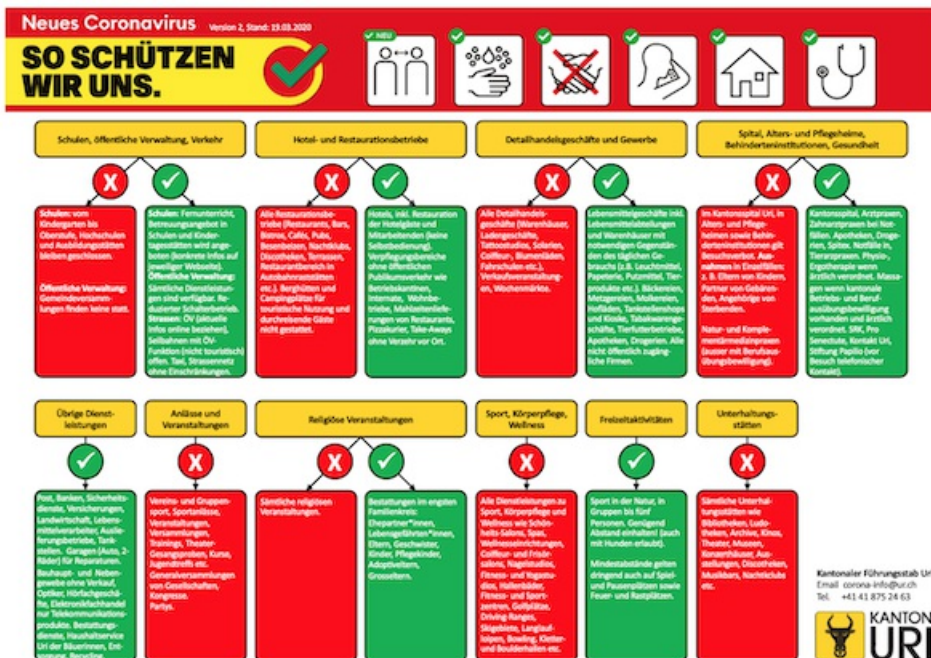 Neues Coronavirus Version 2, Stand: 19.03.2020
SO SCHÜTZEN
WIR UNS.
NEU
Schulen, öffentliche Verwaltung, Verkehr
X
Schulen: vom
Kindergarten bis
Oberstufe, Hochschulen
und Ausbildungsstätten
bleiben geschlossen.
Öffentliche Verwaltung:
Gemeindeversamm-
lungen finden keine statt.
Schulen: Fernunterricht,
Betreuungsangebot in
Schulen und Kinder-
tagesstätten wird ange-
boten (konkrete Infos auf
jeweiliger Webseite).
Öffentliche Verwaltung:
Sämtliche Dienstleistun-
gen sind verfügbar. Re-
duzierter Schalterbetrieb.
Strassen: ÖV (aktuelle
Infos online beziehen),
Seilbahnen mit ÖV-
Funktion (nicht touristisch)
offen. Taxi, Strassennetz
ohne Einschränkungen.
Hotel- und Restaurationsbetriebe
X
Alle Restaurationsbe-
triebe (Restaurants, Bars,
Bistros, Cafés, Pubs,
Besenbeizen, Nachtklubs,
Discotheken, Terrassen,
Restaurantbereich in
Autobahnraststätten
etc.) Berghütten und
Campingplätze für
touristische Nutzung und
durchreisende Gäste
nicht gestattet.
Hotels, inkl. Restauration
der Hotelgäste und
Mitarbeitenden (keine
Selbstbedienung).
Verpflegungsbereiche
ohne öffentlichen
Publikumsverkehr wie
Betriebskantinen,
Internate, Wohnbe-
triebe, Mahlzeitenliefe-
rungen von Restaurants,
Pizzakurier, Take-Aways
ohne Verzehr vor Ort.
Detailhandelsgeschäfte und Gewerbe
X
Alle Detailhandels-
geschäfte (Warenhäuser,
Ladengeschäfte,
Tattoostudios, Solarien,
Coiffeur-, Blumenläden,
Fahrschulen etc.),
Verkaufsveranstaltun-
gen, Wochenmärkte.
Lebensmittelgeschäfte inkl.
Lebensmittelabteilungen
und Warenhäuser mit
notwendigen Gegenstän-
den des täglichen Ge-
brauchs (z.B. Leuchtmittel,
Papeterie, Putzmittel, Tier-
produkte etc.). Bäckereien,
Metzgereien, Molkereien,
Hofläden, Tankstellenshops
und Kioske, Tabakwarenge-
schäfte, Tierfutterbetriebe,
Apotheken, Drogerien. Alle
nicht öffentlich zugäng-
liche Firmen.
Spital, Alters- und Pflegeheime,
Behinderteninstitutionen, Gesundheit
X
Im Kantonsspital Uri, in
Alters- und Pflege-
heimen sowie Behin-
derteninstitutionen gilt
Besuchsverbot. Aus-
nahmen in Einzelfällen:
z. B. Eltern von Kindern,
Partner von Gebären-
den, Angehörige von
Sterbenden.
Natur- und Komple-
mentärmedizinpraxen
(ausser mit Berufsaus-
übungsbewilligung).
Kantonsspital, Arztpraxen,
Zahnarztpraxen bei Not-
fällen, Apotheken, Droge-
rien, Spitex. Notfälle in,
Tierarztpraxen. Physio-,
Ergotherapie wenn
ärztlich verordnet. Massa-
gen wenn kantonale
Betriebs- und Beruf-
ausübungsbewilligung
vorhanden und ärztlich
verordnet. SRK, Pro
Senectute, Kontakt Uri,
Stiftung Papilio (vor
Besuch telefonischer
Kontakt).
Übrige Dienst-
leistungen
Post, Banken, Sicherheits-
dienste, Versicherungen,
Landwirtschaft, Lebens-
mittelverarbeiter, Auslie-
ferungsbetriebe, Tank-
stellen. Garagen (Auto, 2-
Räder) für Reparaturen.
Bauhaupt- und Neben-
gewebe ohne Verkauf,
Optiker, Hörfachgeschä-
fte, Elektronikfachhandel
nur Telekommunikations-
produkte. Bestattungs-
dienste, Haushaltservice
Uri der Bäuerinnen, Ent-
sorgung, Recycling
Anlässe und
Veranstaltungen
X
Vereins- und Gruppen-
sport, Sportanlässe,
Veranstaltungen,
Versammlungen,
Trainings, Theater-
Gesangsproben, Kurse,
Jugendtreffs etc.
Generalversammlungen
von Gesellschaften,
Kongresse.
Partys.
Religiöse Veranstaltungen
X
Sämtliche religiösen
Veranstaltungen.
Bestattungen im engsten
Familienkreis:
Ehepartner*innen,
Lebensgefährten*innen,
Eltern, Geschwister,
Kinder, Pflegekinder,
Adoptiveltern,
Grosseltern.
Sport, Körperpflege,
Wellness
X
Alle Dienstleistungen zu
Sport, Körperpflege und
Wellness wie Schön-
heits-Salons, Spas,
Wellnesseinrichtungen,
Coiffeur- und Frisör-
salons, Nagelstudios,
Fitness- und Yogastu-
dios, Hallenbäder,
Fitness- und Sport-
zentren, Golfplätze,
Driving-Ranges,
Skigebiete, Langlauf-
loipen, Bowling, Kletter-
und Boulderhallen etc.
Freizeitaktivitäten
Sport in der Natur, in
Gruppen bis fünf
Personen. Genügend
Abstand einhalten! (auch
mit Hunden erlaubt).
Mindestabstände gelten
dringend auch auf Spiel-
und Pausenplätzen sowie
Feuer- und Rastplätzen.
Unterhaltungs-
stätten
X
Sämtliche Unterhal-
tungsstätten wie
Bibliotheken, Ludo-
theken, Archive, Kinos,
Theater, Museen,
Konzerthäuser, Aus-
stellungen, Discotheken,
Musikbars, Nachtklubs
etc.
Kantonaler Führungsstab Uri
Email corona-info@ur.ch
Tel. +41 41 875 24 63
KANTON
URI